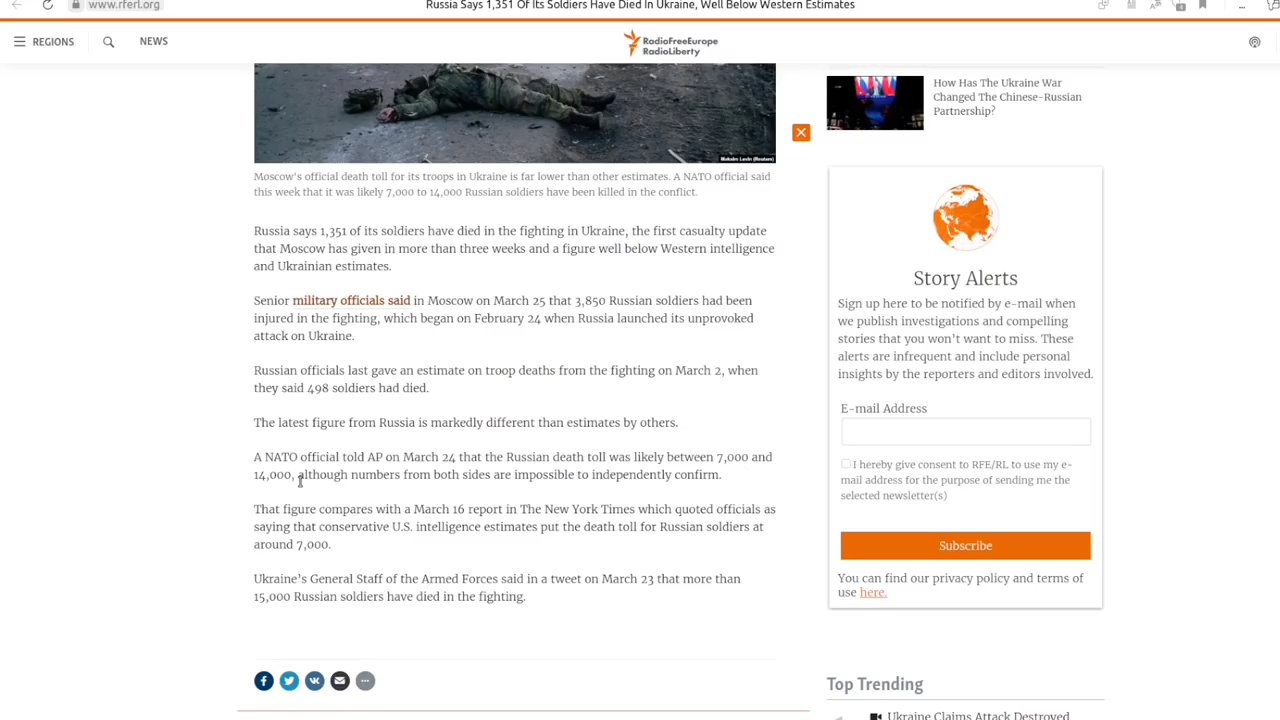 www.rferl.org
Russia Says 1,351 Of Its Soldiers Have Died In Ukraine, Well Below Western Estimates
REGIONS
NEWS
RadioFreeEurope
RadioLiberty
How Has The Ukraine War
Changed The Chinese-Russian
Partnership?
Moscow's official death toll for its troops in Ukraine is far lower than other estimates. A NATO official said
this week that it was likely 7,000 to 14,000 Russian soldiers have been killed in the conflict.
Russia says 1,351 of its soldiers have died in the fighting in Ukraine, the first casualty update
that Moscow has given in more than three weeks and a figure well below Western intelligence
and Ukrainian estimates.
Senior military officials said in Moscow on March 25 that 3,850 Russian soldiers had been
injured in the fighting, which began on February 24 when Russia launched its unprovoked
attack on Ukraine.
Russian officials last gave an estimate on troop deaths from the fighting on March 2, when
they said 498 soldiers had died.
The latest figure from Russia is markedly different than estimates by others.
A NATO official told AP on March 24 that the Russian death toll was likely between 7,000 and
14,000, although numbers from both sides are impossible to independently confirm.
That figure compares with a March 16 report in The New York Times which quoted officials as
saying that conservative U.S. intelligence estimates put the death toll for Russian soldiers at
around 7,000.
Ukraine's General Staff of the Armed Forces said in a tweet on March 23 that more than
15,000 Russian soldiers have died in the fighting.
Story Alerts
Sign up here to be notified by e-mail when
we publish investigations and compelling
stories that you won't want to miss. These
alerts are infrequent and include personal
insights by the reporters and editors involved.
E-mail Address
I hereby give consent to RFE/RL to use my e-
mail address for the purpose of sending me the
selected newsletter(s)
Subscribe
You can find our privacy policy and terms of
use here.
Top Trending
Ukraine Claims Attack Destroyed